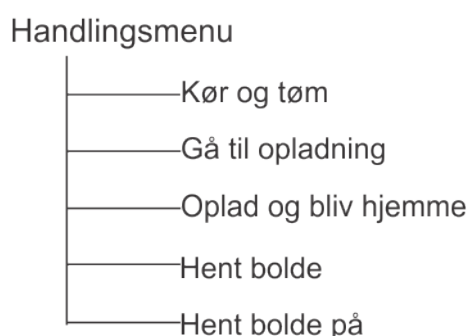 Handlingsmenu
Kør og tøm
Gå til opladning
Oplad og bliv hjemme
Hent bolde
Hent bolde på